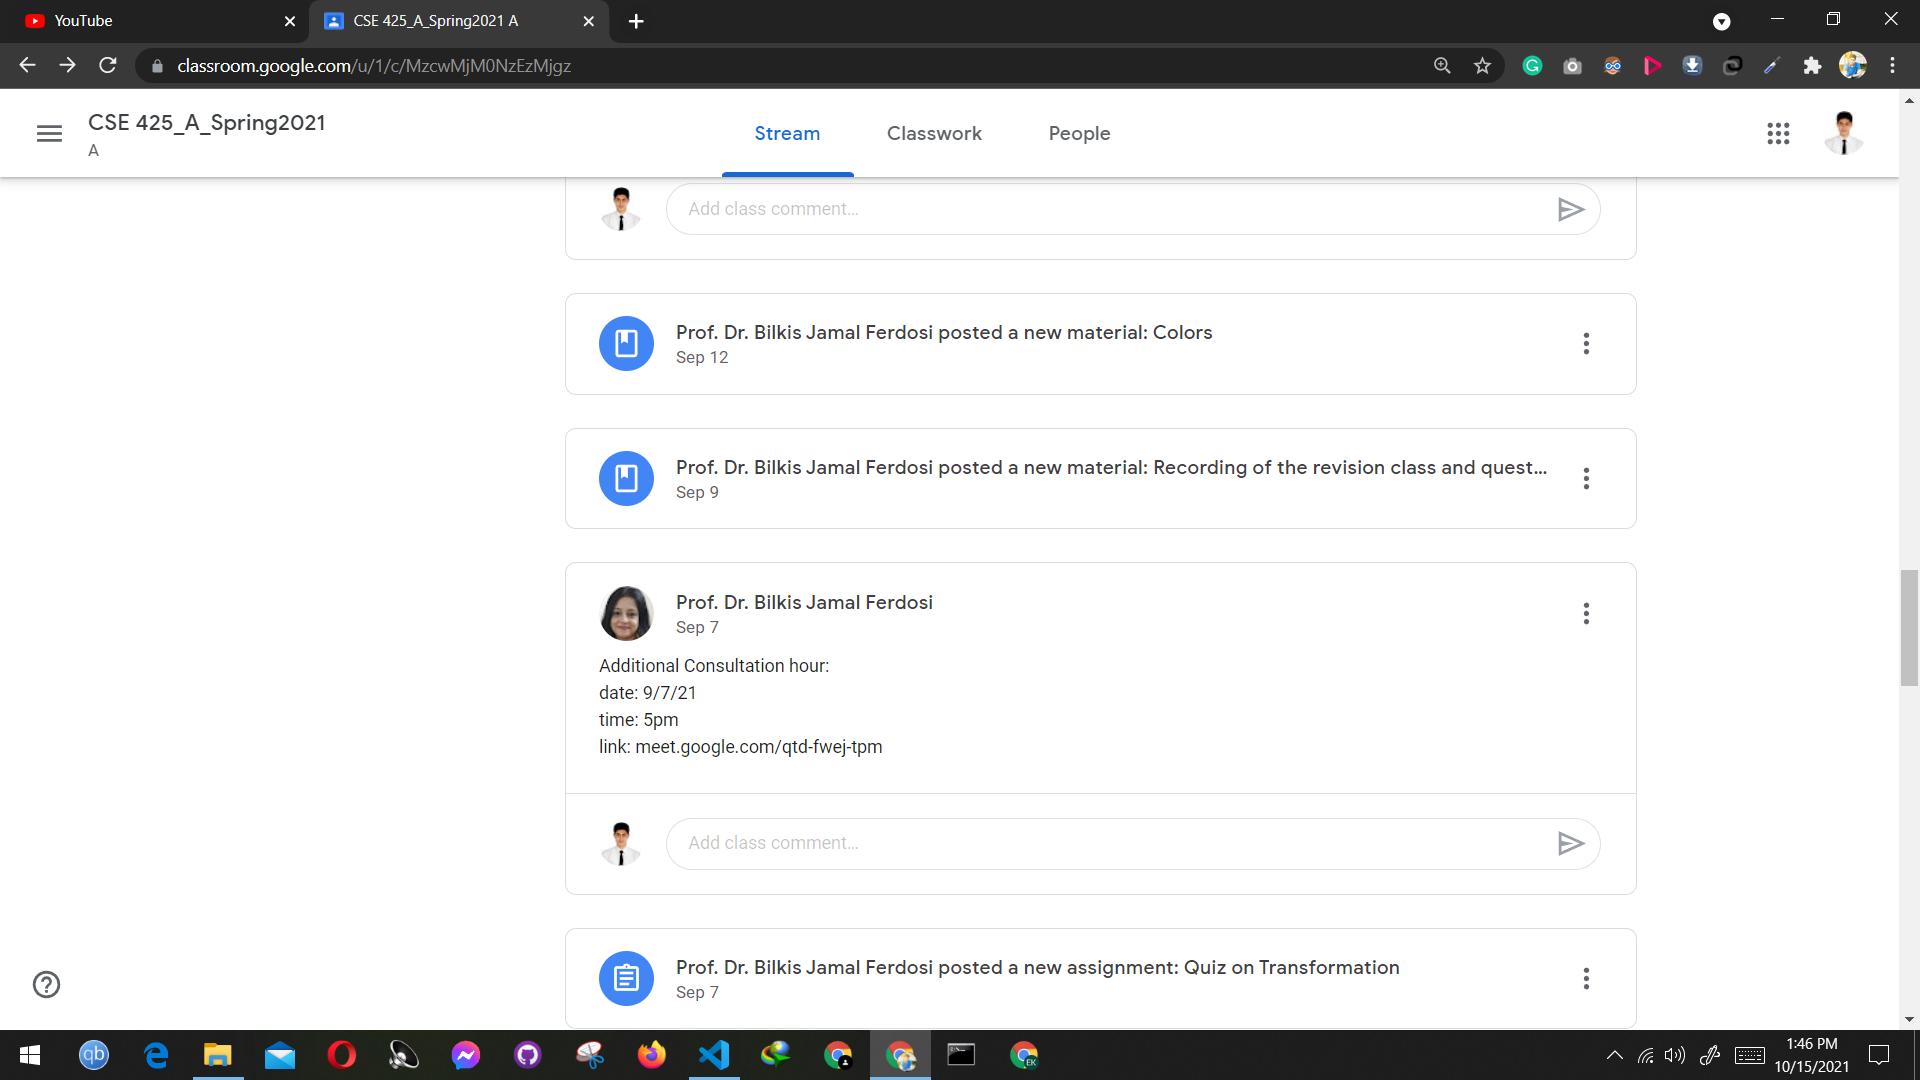 YouTube
CSE 425_A_Spring2021 A
classroom.google.com/u/1/c/MzcwMjM0NzEzMjgz
CSE 425_A_Spring2021
A
Stream
Classwork
People
Add class comment...
Prof. Dr. Bilkis Jamal Ferdosi posted a new material: Colors
Sep 12
Prof. Dr. Bilkis Jamal Ferdosi posted a new material: Recording of the revision class and quest...
Sep 9
Prof. Dr. Bilkis Jamal Ferdosi
Sep 7
Additional Consultation hour:
date: 9/7/21
time: 5pm
link: meet.google.com/qtd-fwej-tpm
Add class comment...
Prof. Dr. Bilkis Jamal Ferdosi posted a new assignment: Quiz on Transformation
Sep 7
qb
EK
1:46 PM
10/15/2021